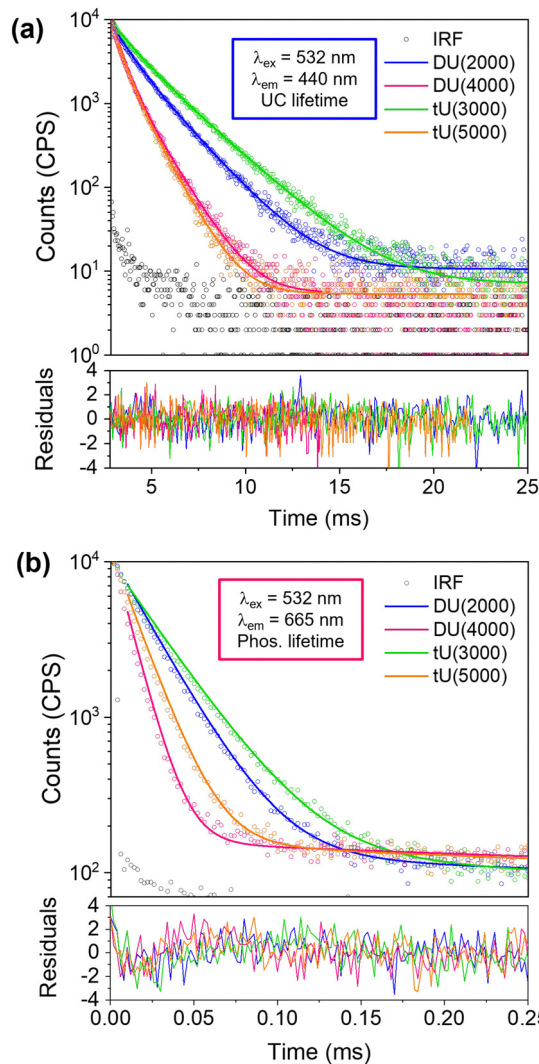 (a)
Counts (CPS)
10⁴
10³
10²
10¹
10⁰
λex = 532 nm
λem = 440 nm
UC lifetime
IRF
DU(2000)
DU(4000)
tU(3000)
tU(5000)
Residuals
4
2
0
-2
-4
5 10 15 20 25
Time (ms)
(b)
Counts (CPS)
10⁴
10³
10²
λex = 532 nm
λem = 665 nm
Phos. lifetime
IRF
DU(2000)
DU(4000)
tU(3000)
tU(5000)
Residuals
4
2
0
-2
-4
0.00 0.05 0.10 0.15 0.20 0.25
Time (ms)